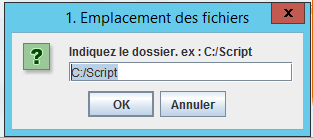 1. Emplacement des fichiers
x
?
Indiquez le dossier. ex : C:/Script
C:/Script
OK
Annuler